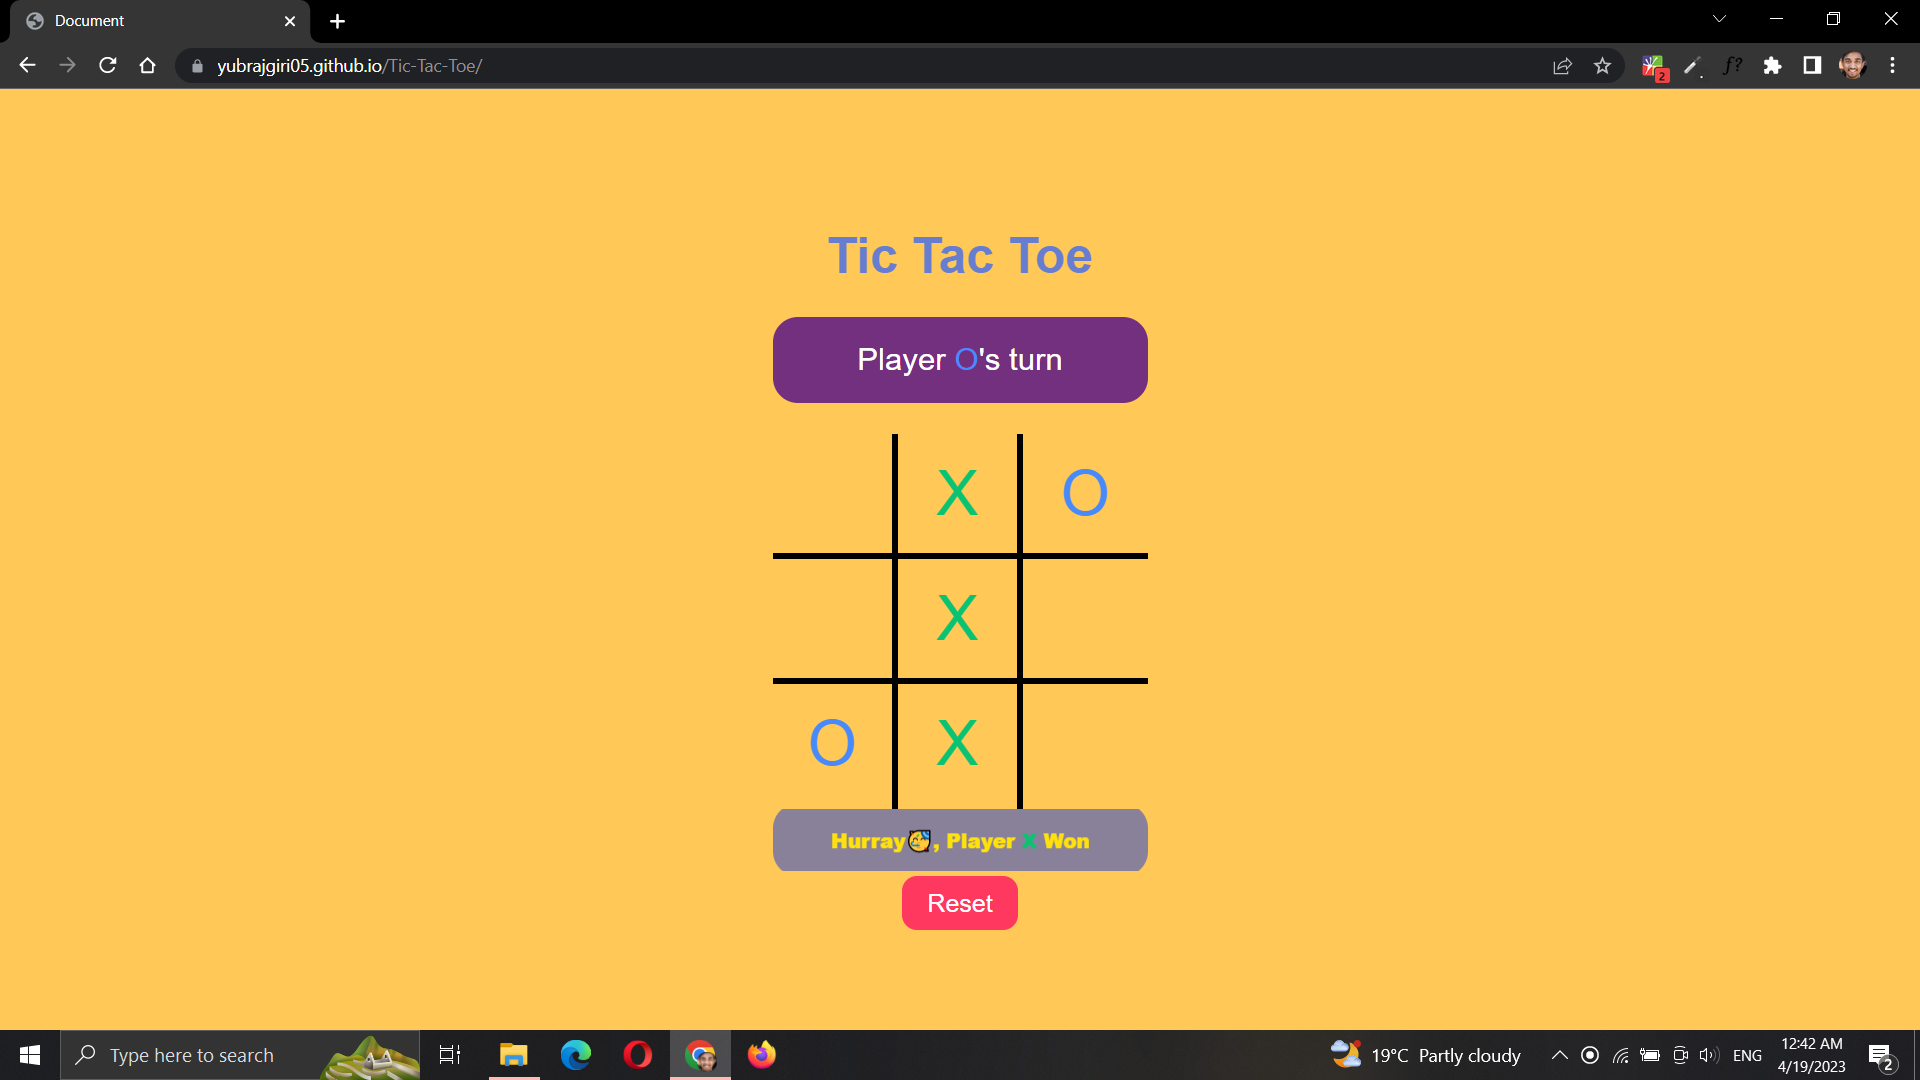 Document
yubrajgiri05.github.io/Tic-Tac-Toe/
2
f?
Tic Tac Toe
Player O's turn
X O
X
O X
Hurray🥳, Player X Won
Reset
Type here to search
19°C Partly cloudy
ENG
12:42 AM
4/19/2023
2